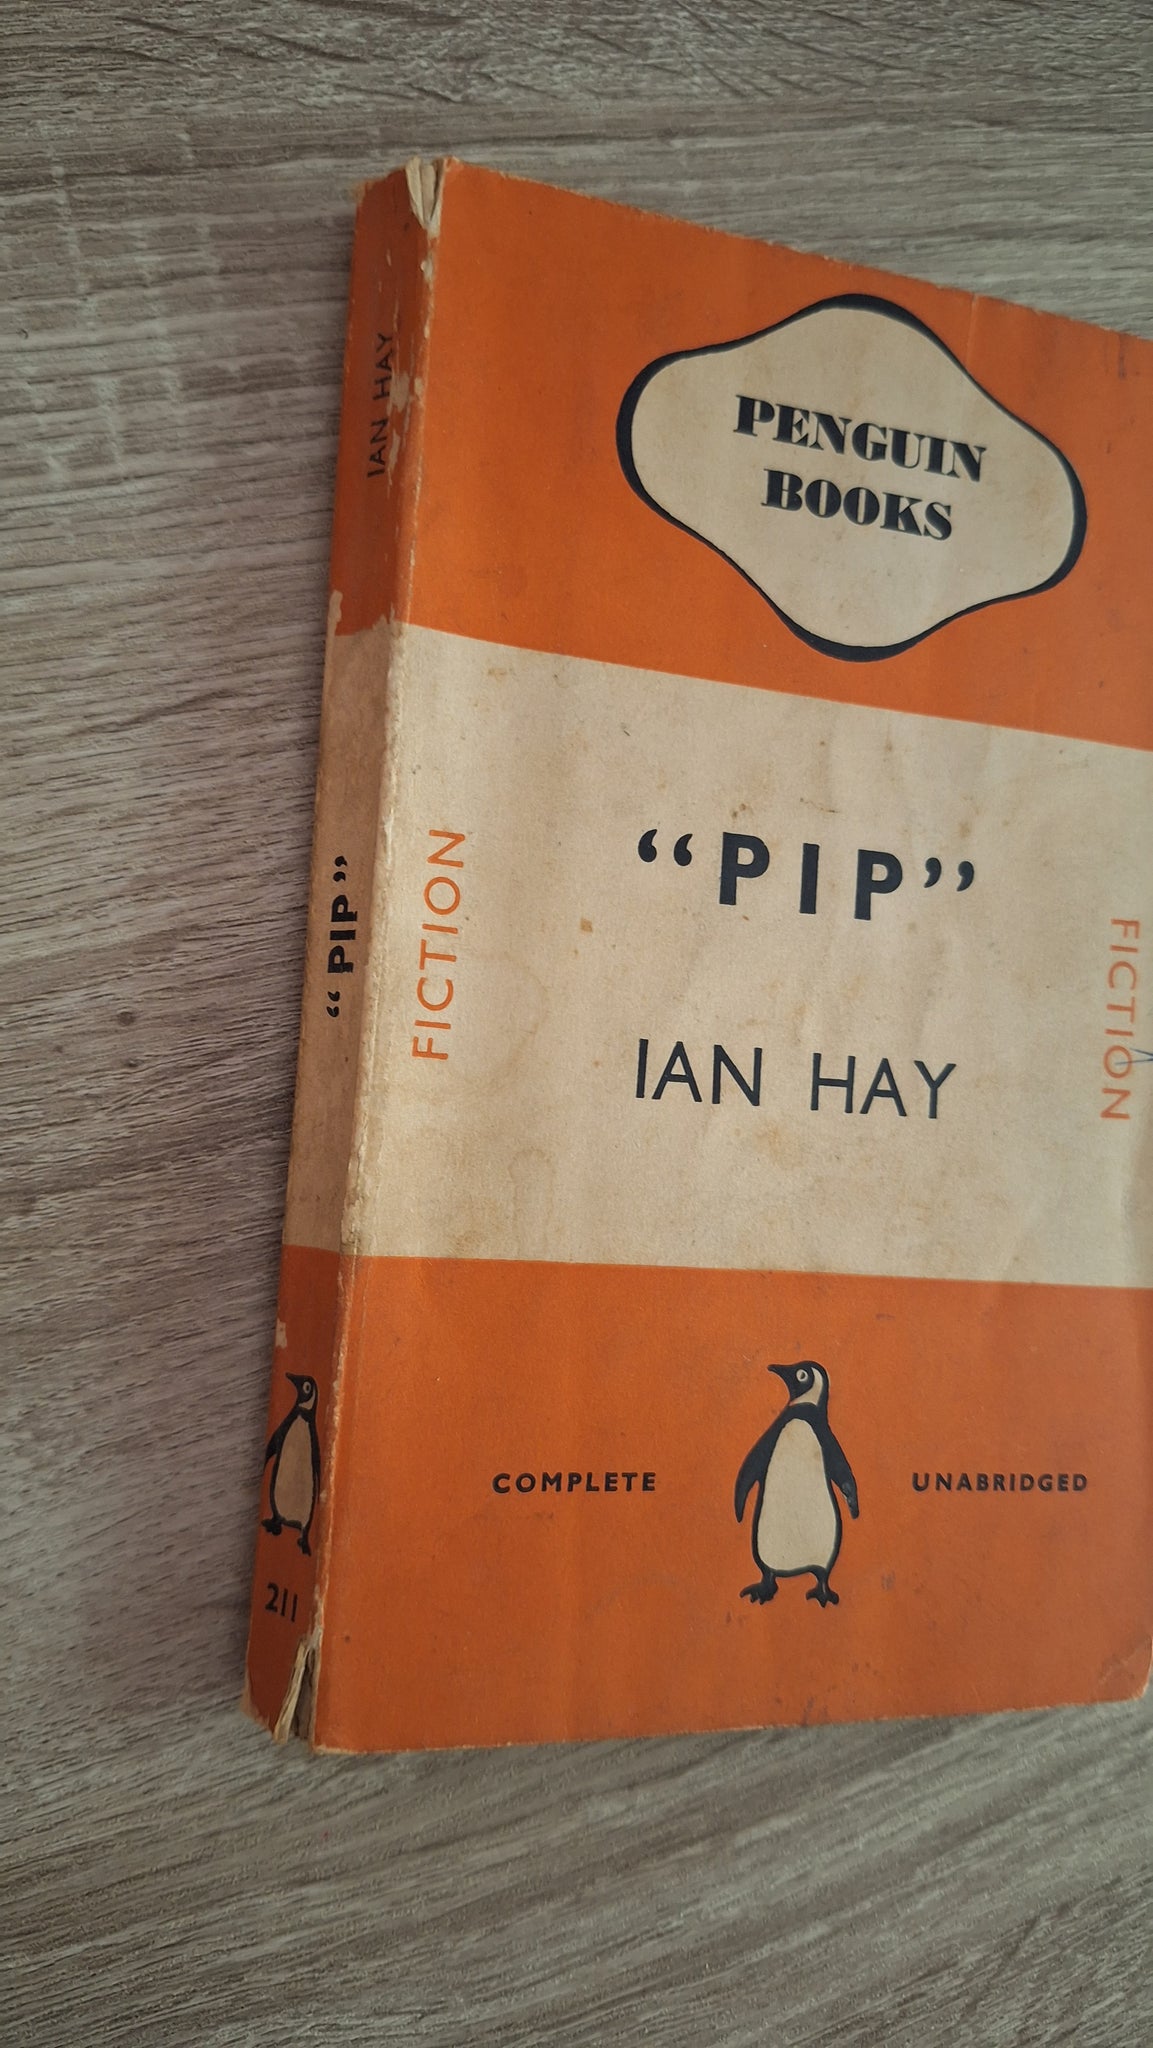 IAN HAY
“PIP”
211
PENGUIN
BOOKS
FICTION
“PIP”
IAN HAY
FICTION
COMPLETE
UNABRIDGED